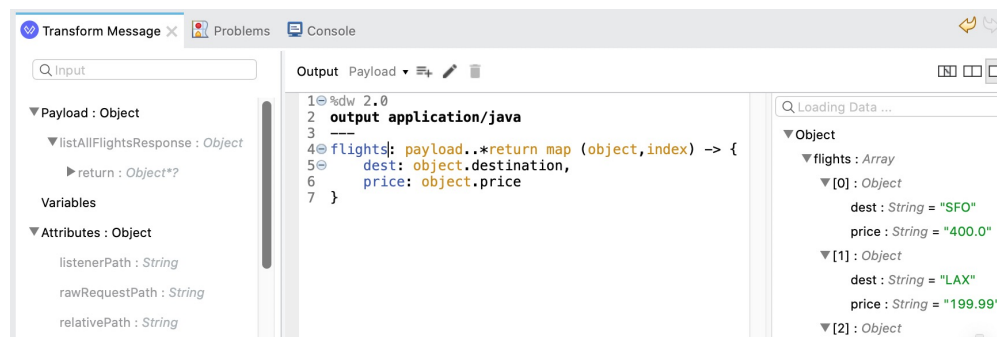 Transform Message
Problems
Console
Input
Payload : Object
listAllFlightsResponse : Object
return : Object*?
Variables
Attributes : Object
listenerPath : String
rawRequestPath : String
relativePath : String
Output Payload
1 %dw 2.0
2 output application/java
3 ---
4 flights: payload..*return map (object,index) -> {
5 dest: object.destination,
6 price: object.price
7 }
Loading Data ...
Object
flights : Array
[0] : Object
dest : String = "SFO"
price : String = "400.0"
[1] : Object
dest : String = "LAX"
price : String = "199.99"
[2] : Object